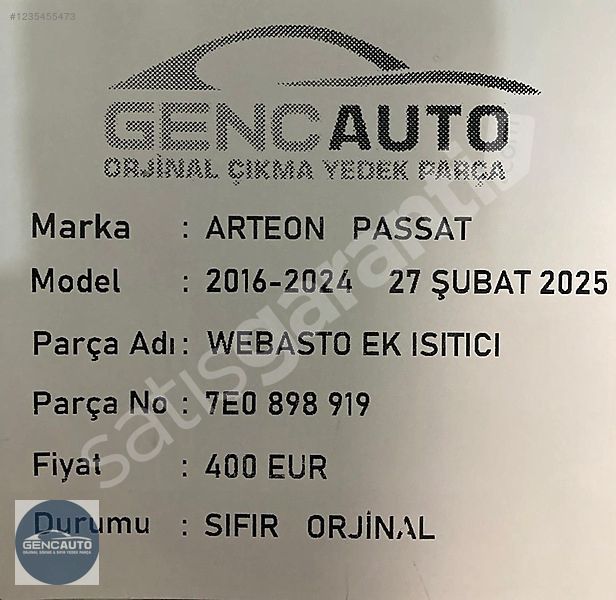 #1235455473
GENCAUTO
ORJİNAL ÇIKMA YEDEK PARÇA
Marka : ARTEON PASSAT
Model : 2016-2024 27 ŞUBAT 2025
Parça Adı : WEBASTO EK ISITICI
Parça No : 7E0 898 919
Fiyat : 400 EUR
Durumu : SIFIR ORJİNAL
satışgaranti
GENCAUTO